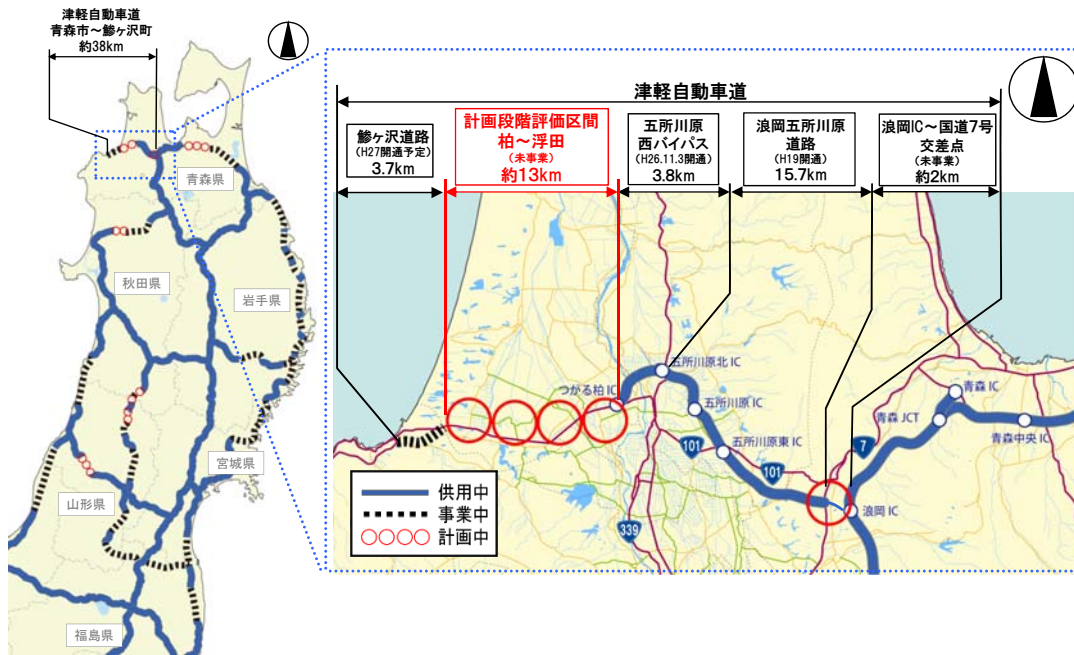 津軽自動車道
青森市～鰺ヶ沢町
約38km
青森県
秋田県
岩手県
宮城県
山形県
福島県
津軽自動車道
鰺ヶ沢道路
(H27開通予定)
3.7km
計画段階評価区間
柏～浮田
(未事業)
約13km
五所川原
西バイパス
(H26.11.3開通)
3.8km
浪岡五所川原
道路
(H19開通)
15.7km
浪岡IC～国道7号
交差点
(未事業)
約2km
つがる柏 IC
五所川原北 IC
五所川原 IC
五所川原東 IC
青森 IC
青森 JCT
青森中央 IC
浪岡 IC
101
101
7
339
供用中
事業中
計画中